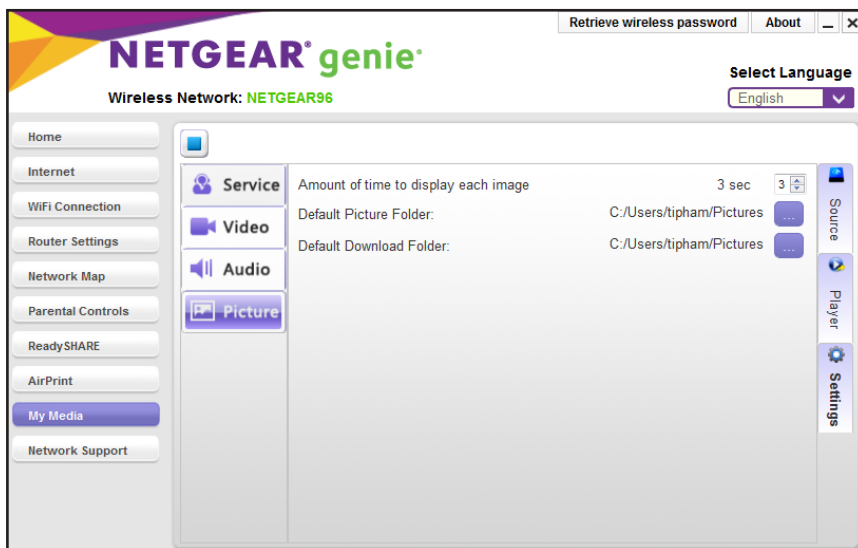 Retrieve wireless password About
NETGEAR® genie®
Select Language
Wireless Network: NETGEAR96
English
Home
Internet
WiFi Connection
Router Settings
Network Map
Parental Controls
ReadySHARE
AirPrint
My Media
Network Support
Service
Video
Audio
Picture
Amount of time to display each image 3 sec 3
Default Picture Folder: C:/Users/tipham/Pictures ...
Default Download Folder: C:/Users/tipham/Pictures ...
Source
Player
Settings